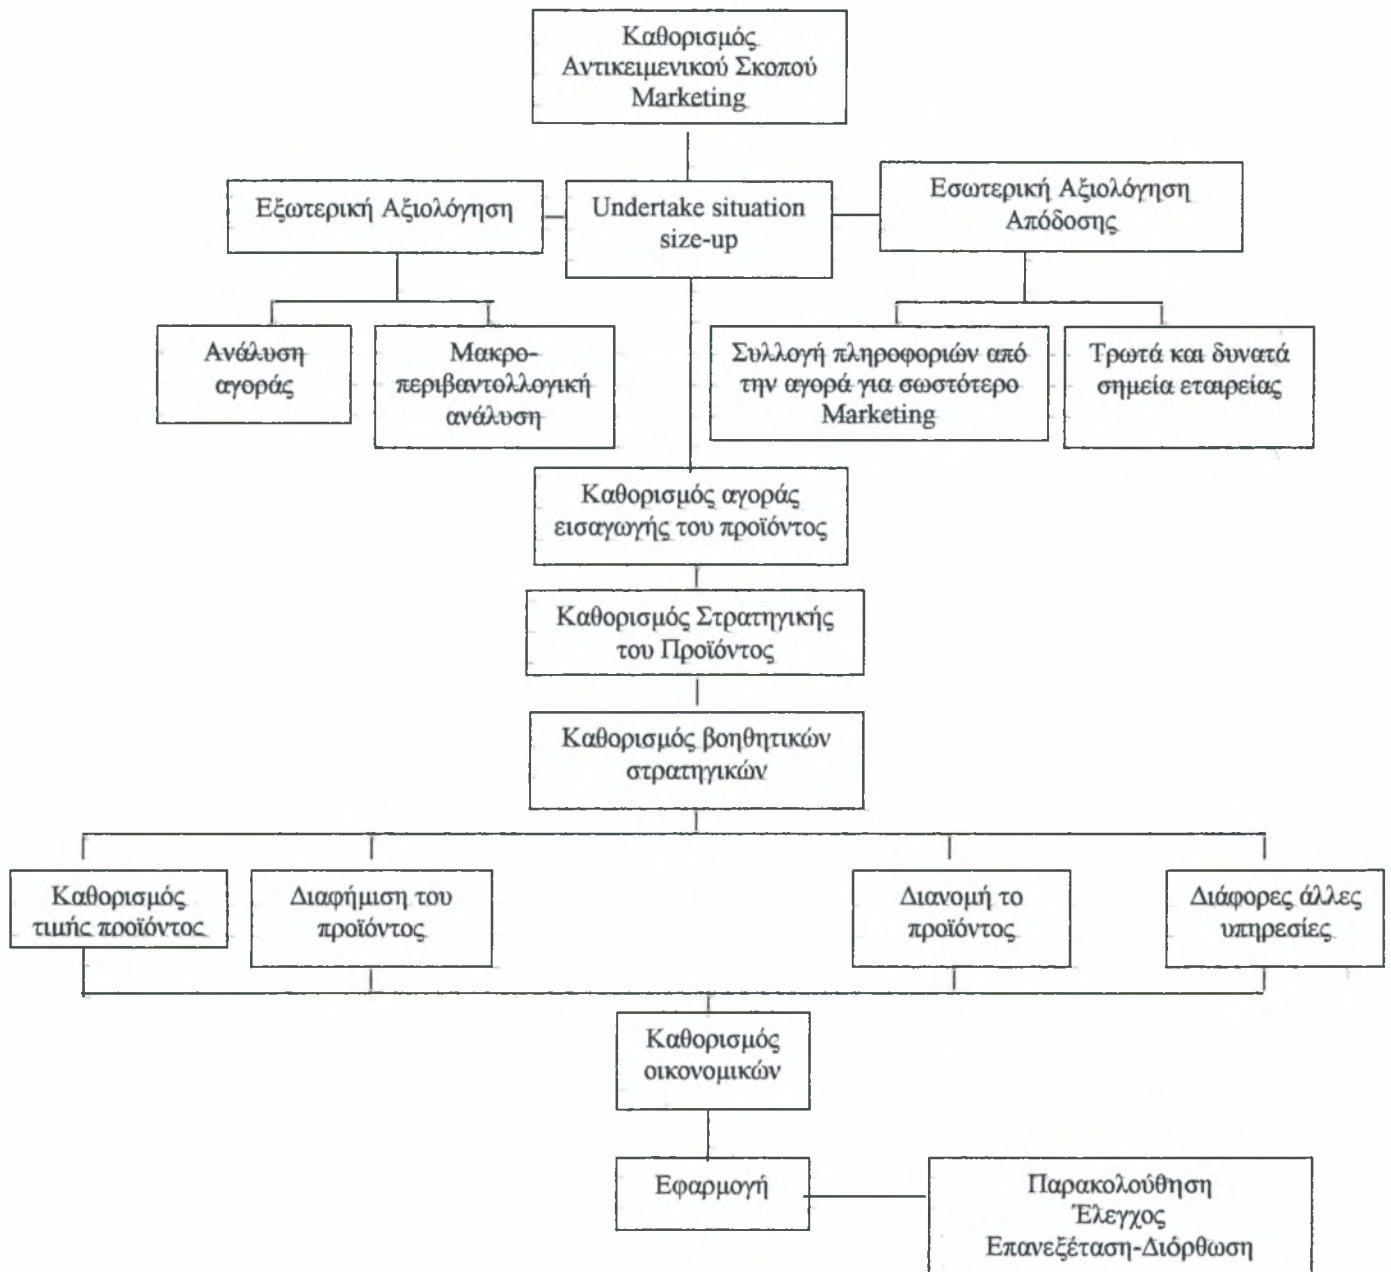 Καθορισμός
Αντικειμενικού Σκοπού
Marketing
Εξωτερική Αξιολόγηση
Undertake situation
size-up
Εσωτερική Αξιολόγηση
Απόδοσης
Ανάλυση
αγοράς
Μακρο-
περιβαντολλογική
ανάλυση
Συλλογή πληροφοριών από
την αγορά για σωστότερο
Marketing
Τρωτά και δυνατά
σημεία εταιρείας
Καθορισμός αγοράς
εισαγωγής του προϊόντος
Καθορισμός Στρατηγικής
του Προϊόντος
Καθορισμός βοηθητικών
στρατηγικών
Καθορισμός
τιμής προϊόντος
Διαφήμιση του
προϊόντος
Διανομή το
προϊόντος
Διάφορες άλλες
υπηρεσίες
Καθορισμός
οικονομικών
Εφαρμογή
Παρακολούθηση
Έλεγχος
Επανεξέταση-Διόρθωση